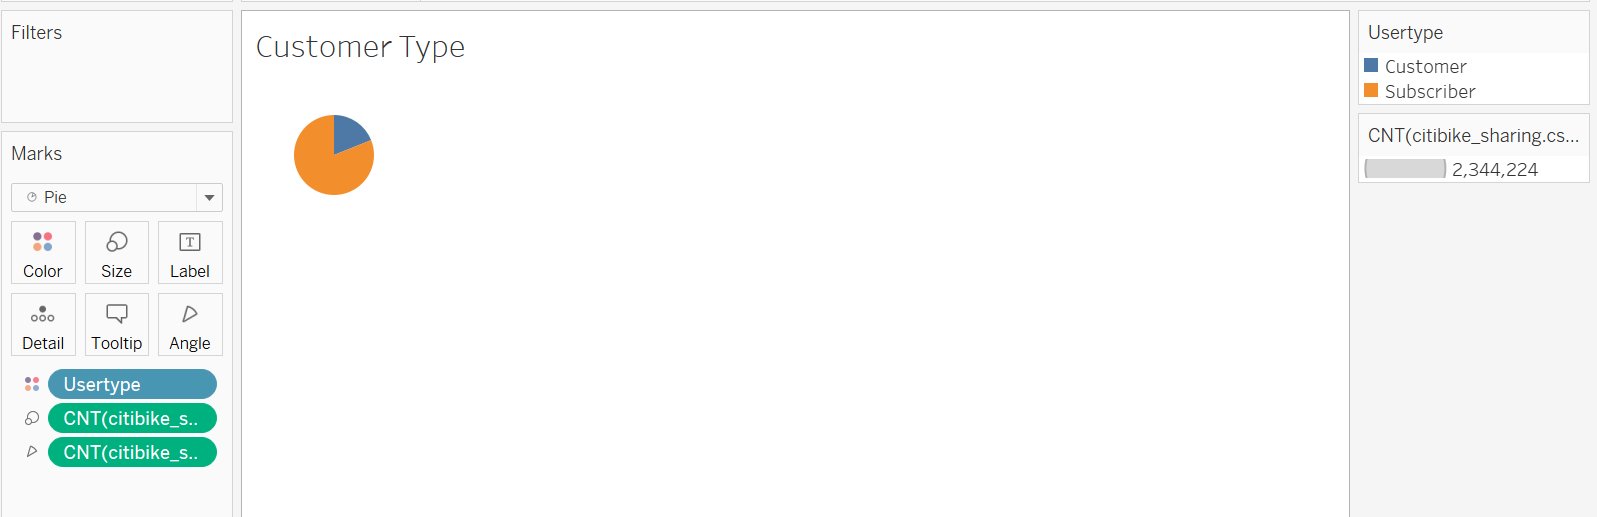 Filters
Marks
Pie
Color Size Label
T
Detail Tooltip Angle
Usertype
CNT(citibike_s..
CNT(citibike_s..
Customer Type
Usertype
Customer
Subscriber
CNT(citibike_sharing.cs...
2,344,224